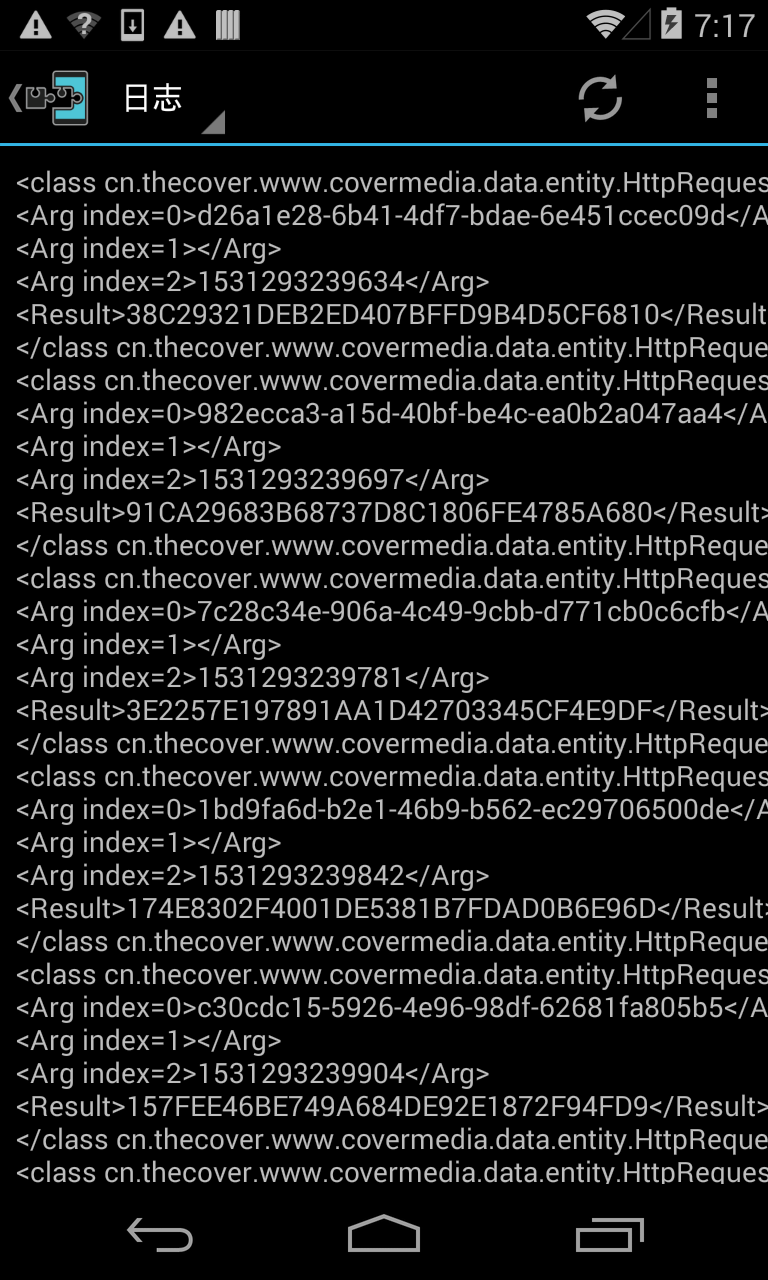 7:17
日志
<class cn.thecover.www.covermedia.data.entity.HttpReques
<Arg index=0>d26a1e28-6b41-4df7-bdae-6e451ccec09d</A
<Arg index=1></Arg>
<Arg index=2>1531293239634</Arg>
<Result>38C29321DEB2ED407BFFD9B4D5CF6810</Result
</class cn.thecover.www.covermedia.data.entity.HttpReque
<class cn.thecover.www.covermedia.data.entity.HttpReques
<Arg index=0>982ecca3-a15d-40bf-be4c-ea0b2a047aa4</A
<Arg index=1></Arg>
<Arg index=2>1531293239697</Arg>
<Result>91CA29683B68737D8C1806FE4785A680</Result>
</class cn.thecover.www.covermedia.data.entity.HttpReque
<class cn.thecover.www.covermedia.data.entity.HttpReques
<Arg index=0>7c28c34e-906a-4c49-9cbb-d771cb0c6cfb</A
<Arg index=1></Arg>
<Arg index=2>1531293239781</Arg>
<Result>3E2257E197891AA1D42703345CF4E9DF</Result>
</class cn.thecover.www.covermedia.data.entity.HttpReque
<class cn.thecover.www.covermedia.data.entity.HttpReques
<Arg index=0>1bd9fa6d-b2e1-46b9-b562-ec29706500de</A
<Arg index=1></Arg>
<Arg index=2>1531293239842</Arg>
<Result>174E8302F4001DE5381B7FDAD0B6E96D</Result>
</class cn.thecover.www.covermedia.data.entity.HttpReque
<class cn.thecover.www.covermedia.data.entity.HttpReques
<Arg index=0>c30cdc15-5926-4e96-98df-62681fa805b5</A
<Arg index=1></Arg>
<Arg index=2>1531293239904</Arg>
<Result>157FEE46BE749A684DE92E1872F94FD9</Result>
</class cn.thecover.www.covermedia.data.entity.HttpReque
<class cn.thecover.www.covermedia.data.entity.HttpReques